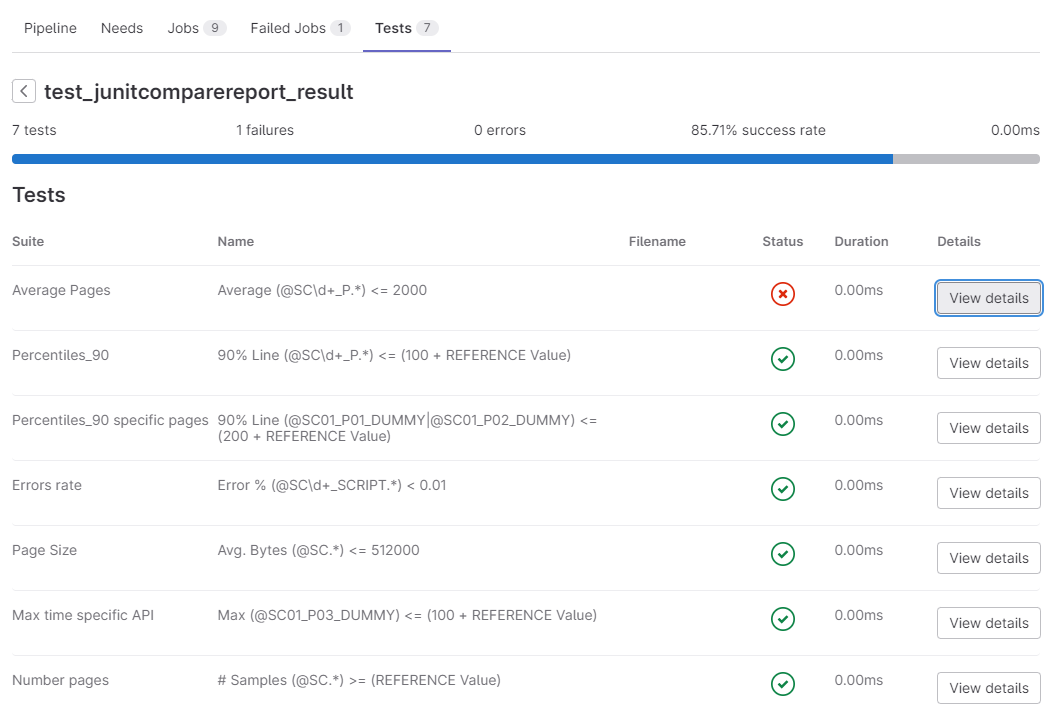 Pipeline Needs Jobs 9 Failed Jobs 1 Tests 7
test_junitcomparereport_result
7 tests 1 failures 0 errors 85.71% success rate 0.00ms
Tests
Suite Name Filename Status Duration Details
Average Pages Average (@SC\d+_P.*) <= 2000 0.00ms View details
Percentiles_90 90% Line (@SC\d+_P.*) <= (100 + REFERENCE Value) 0.00ms View details
Percentiles_90 specific pages 90% Line (@SC01_P01_DUMMY|@SC01_P02_DUMMY) <= 0.00ms View details
(200 + REFERENCE Value)
Errors rate Error % (@SC\d+_SCRIPT.*) < 0.01 0.00ms View details
Page Size Avg. Bytes (@SC.*) <= 512000 0.00ms View details
Max time specific API Max (@SC01_P03_DUMMY) <= (100 + REFERENCE Value) 0.00ms View details
Number pages # Samples (@SC.*) >= (REFERENCE Value) 0.00ms View details